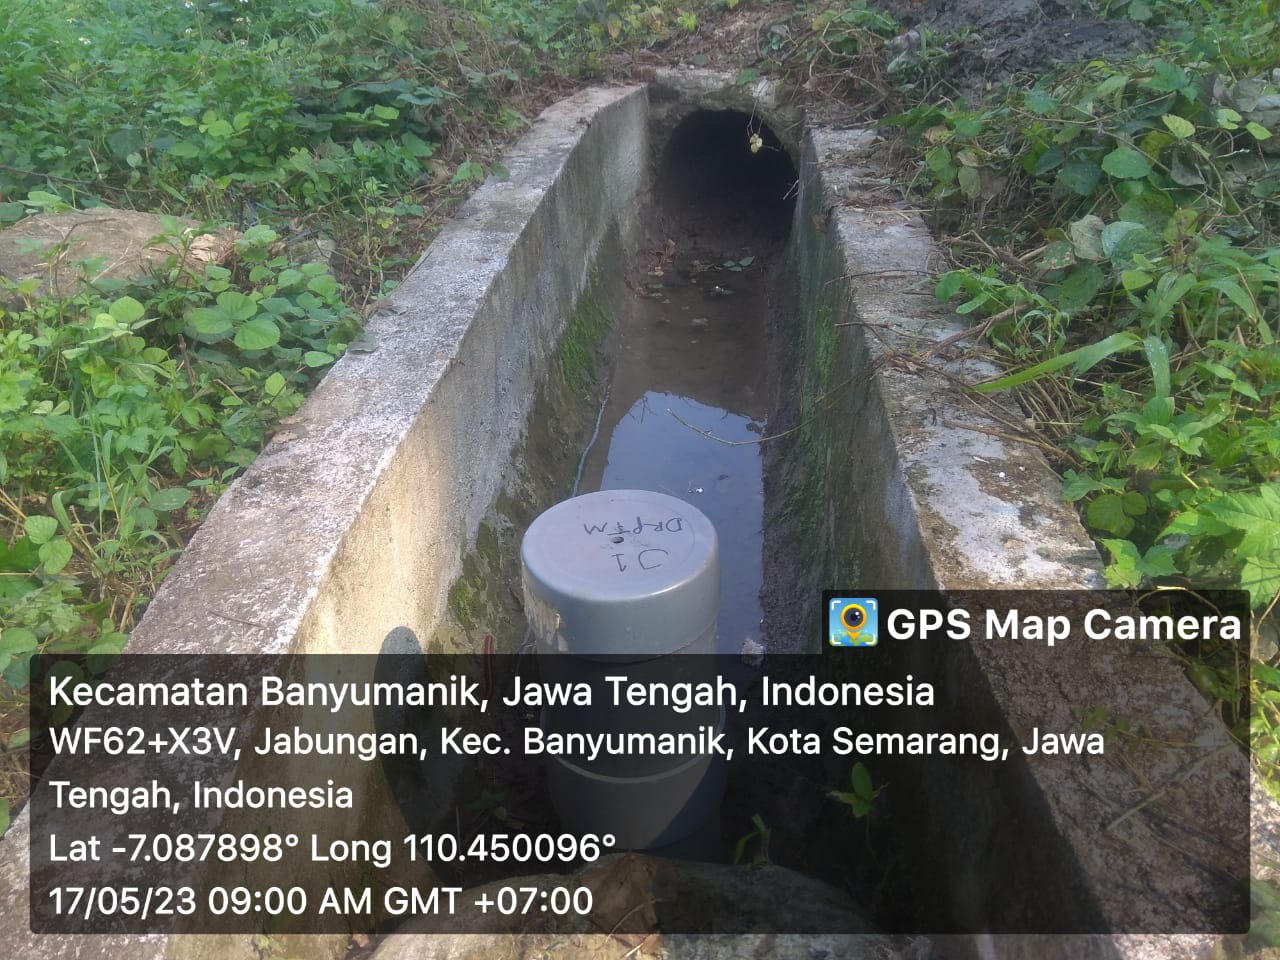 DRPTM
J1
GPS Map Camera
Kecamatan Banyumanik, Jawa Tengah, Indonesia
WF62+X3V, Jabungan, Kec. Banyumanik, Kota Semarang, Jawa
Tengah, Indonesia
Lat -7.087898° Long 110.450096°
17/05/23 09:00 AM GMT +07:00